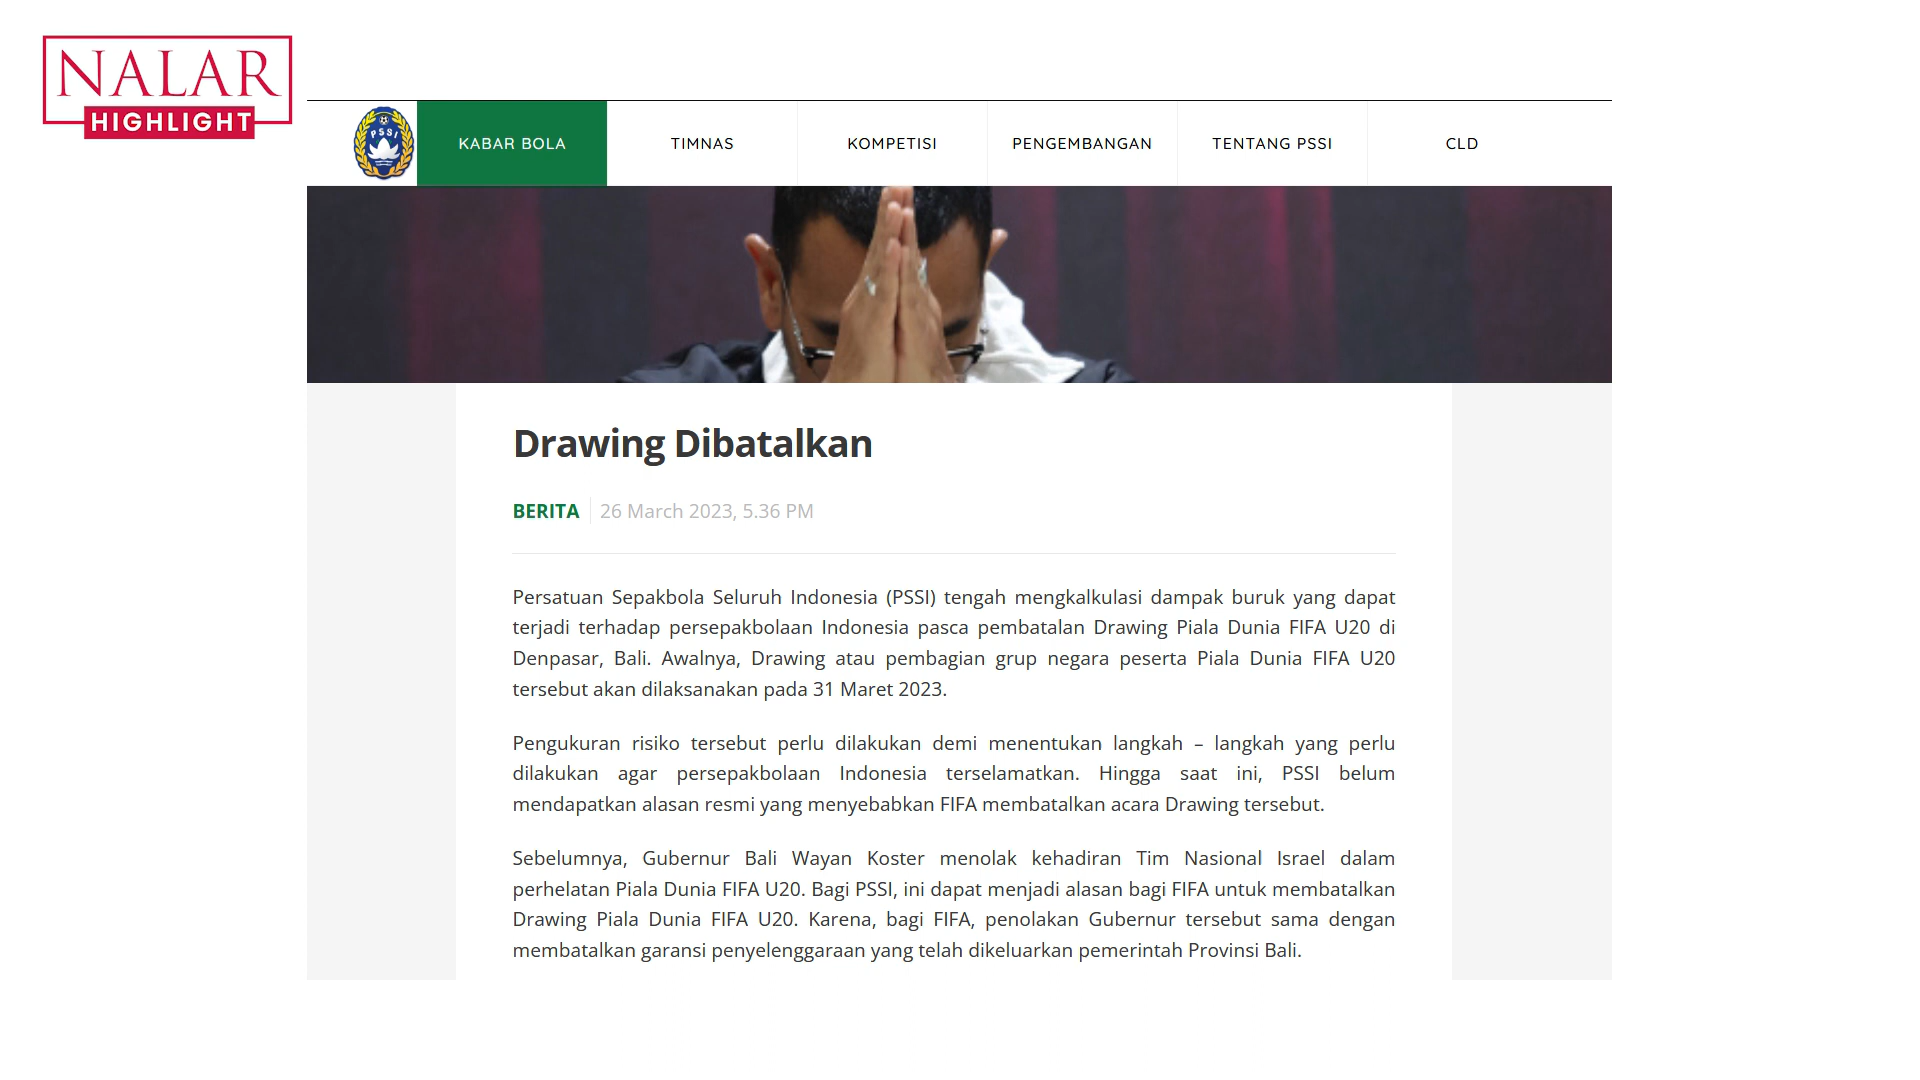 NALAR
HIGHLIGHT
PSSI
KABAR BOLA
TIMNAS
KOMPETISI
PENGEMBANGAN
TENTANG PSSI
CLD
Drawing Dibatalkan
BERITA
26 March 2023, 5.36 PM
Persatuan Sepakbola Seluruh Indonesia (PSSI) tengah mengkalkulasi dampak buruk yang dapat
terjadi terhadap persepakbolaan Indonesia pasca pembatalan Drawing Piala Dunia FIFA U20 di
Denpasar, Bali. Awalnya, Drawing atau pembagian grup negara peserta Piala Dunia FIFA U20
tersebut akan dilaksanakan pada 31 Maret 2023.
Pengukuran risiko tersebut perlu dilakukan demi menentukan langkah – langkah yang perlu
dilakukan agar persepakbolaan Indonesia terselamatkan. Hingga saat ini, PSSI belum
mendapatkan alasan resmi yang menyebabkan FIFA membatalkan acara Drawing tersebut.
Sebelumnya, Gubernur Bali Wayan Koster menolak kehadiran Tim Nasional Israel dalam
perhelatan Piala Dunia FIFA U20. Bagi PSSI, ini dapat menjadi alasan bagi FIFA untuk membatalkan
Drawing Piala Dunia FIFA U20. Karena, bagi FIFA, penolakan Gubernur tersebut sama dengan
membatalkan garansi penyelenggaraan yang telah dikeluarkan pemerintah Provinsi Bali.